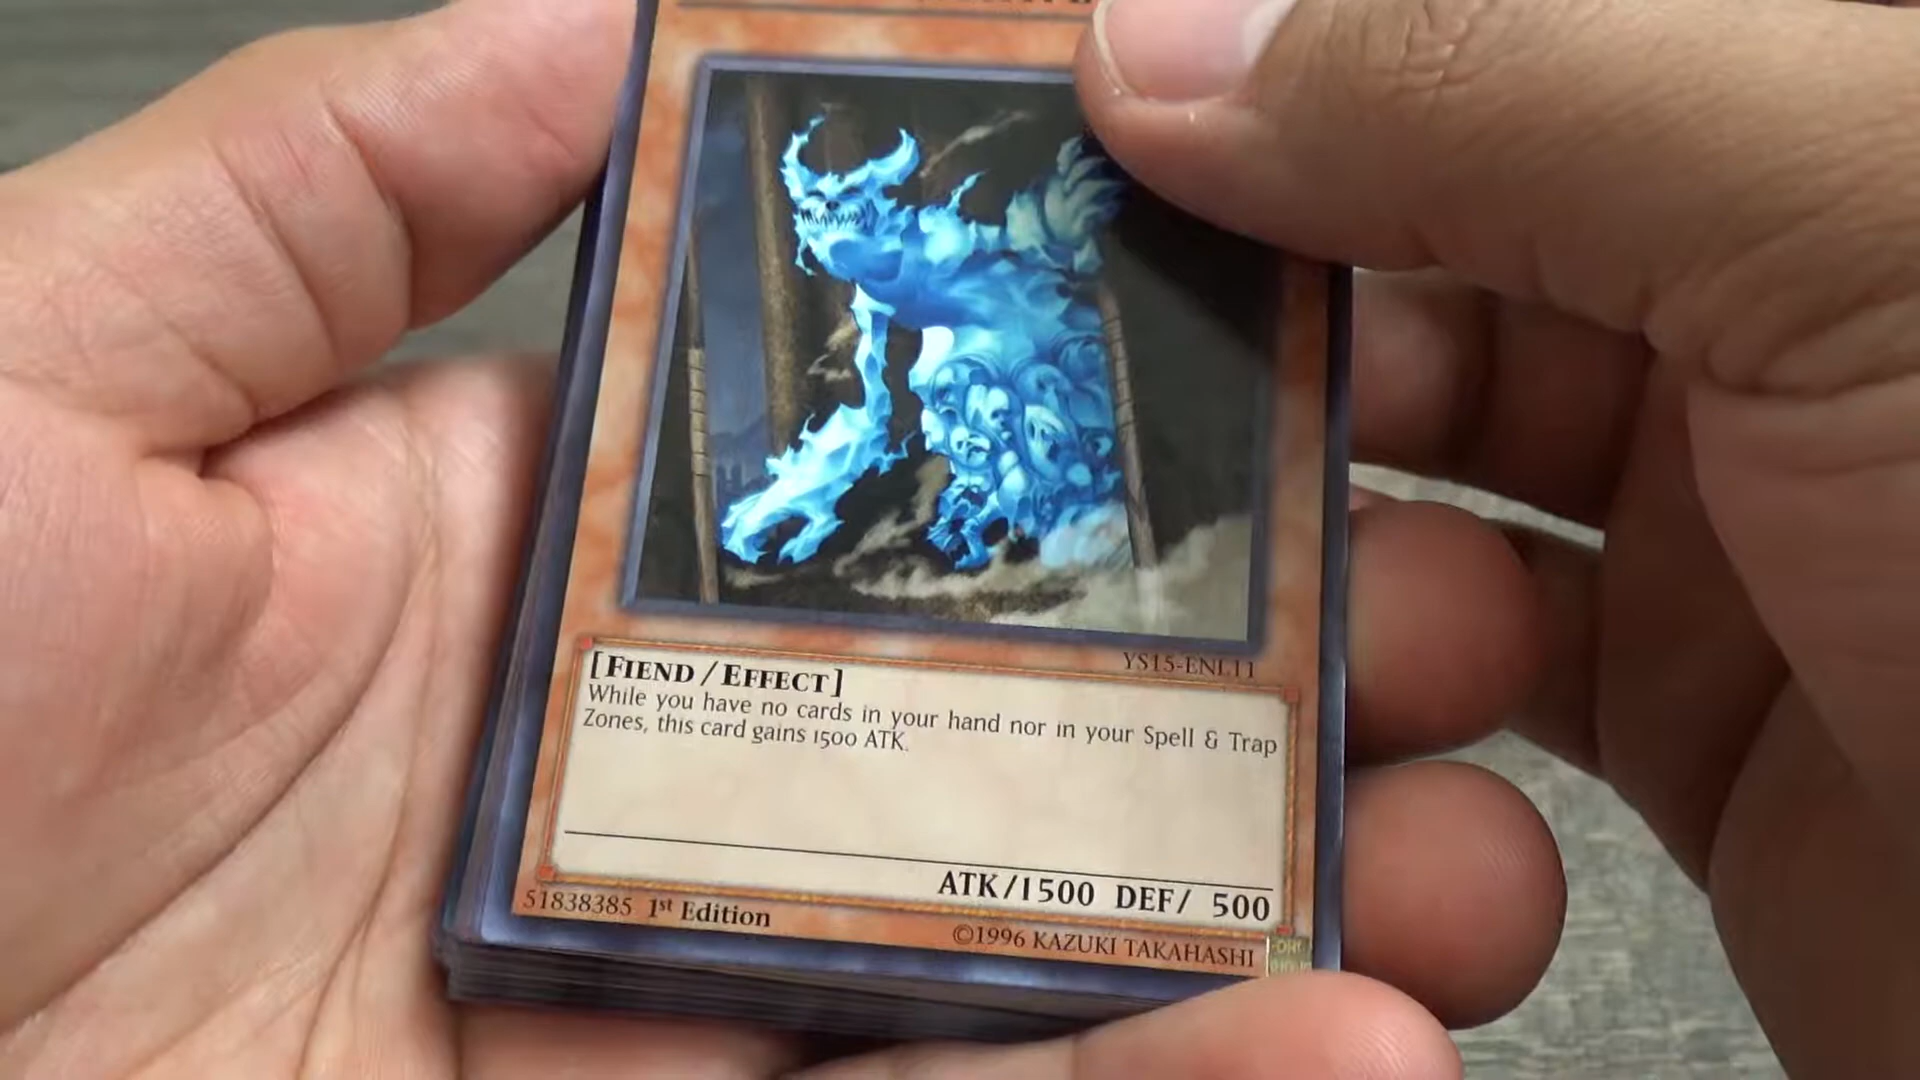 YS15-ENL11
[FIEND / EFFECT]
While you have no cards in your hand nor in your Spell & Trap
Zones, this card gains 1500 ATK.
ATK/1500 DEF/ 500
51838385 1st Edition
©1996 KAZUKI TAKAHASHI